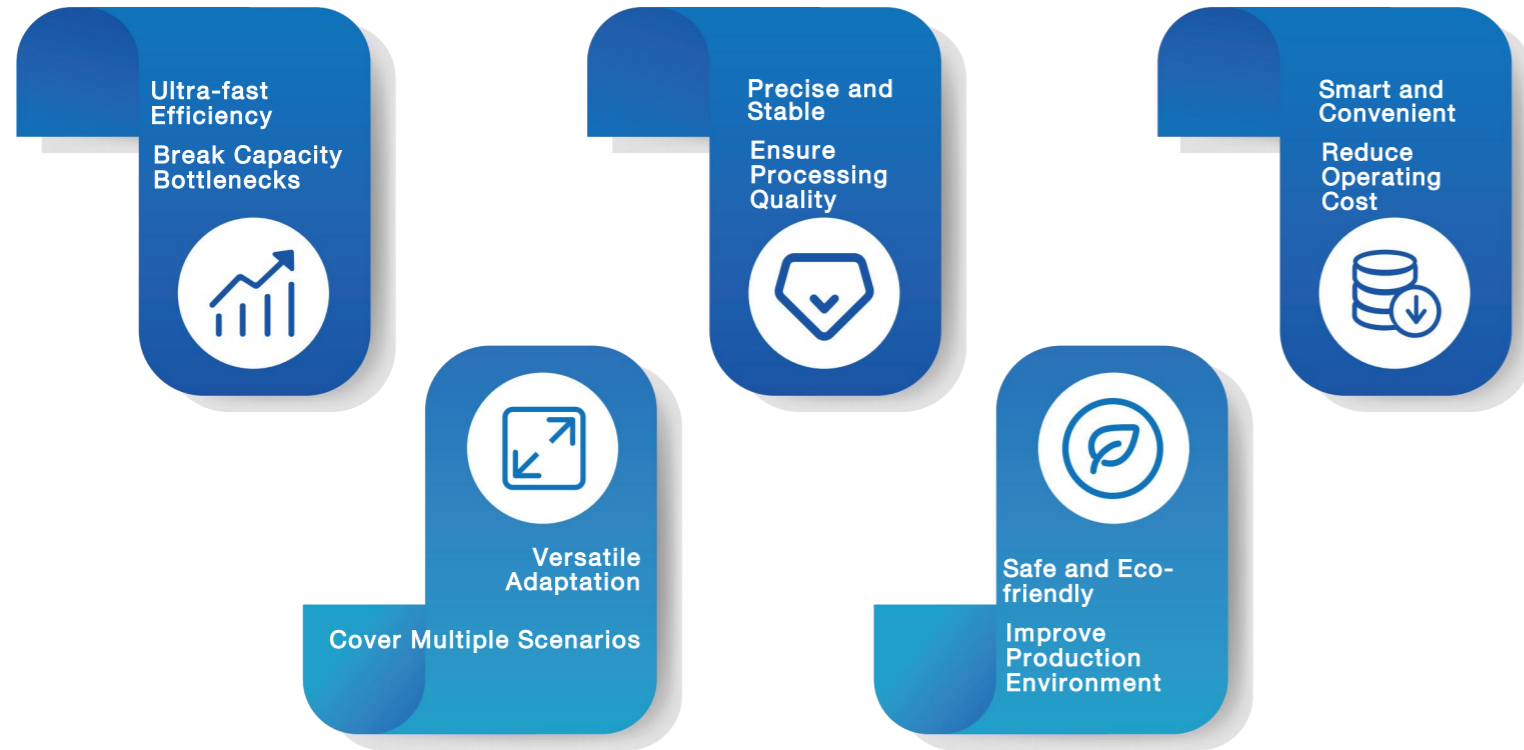 Ultra-fast
Efficiency
Break Capacity
Bottlenecks
Versatile
Adaptation
Cover Multiple Scenarios
Precise and
Stable
Ensure
Processing
Quality
Safe and Eco-
friendly
Improve
Production
Environment
Smart and
Convenient
Reduce
Operating
Cost